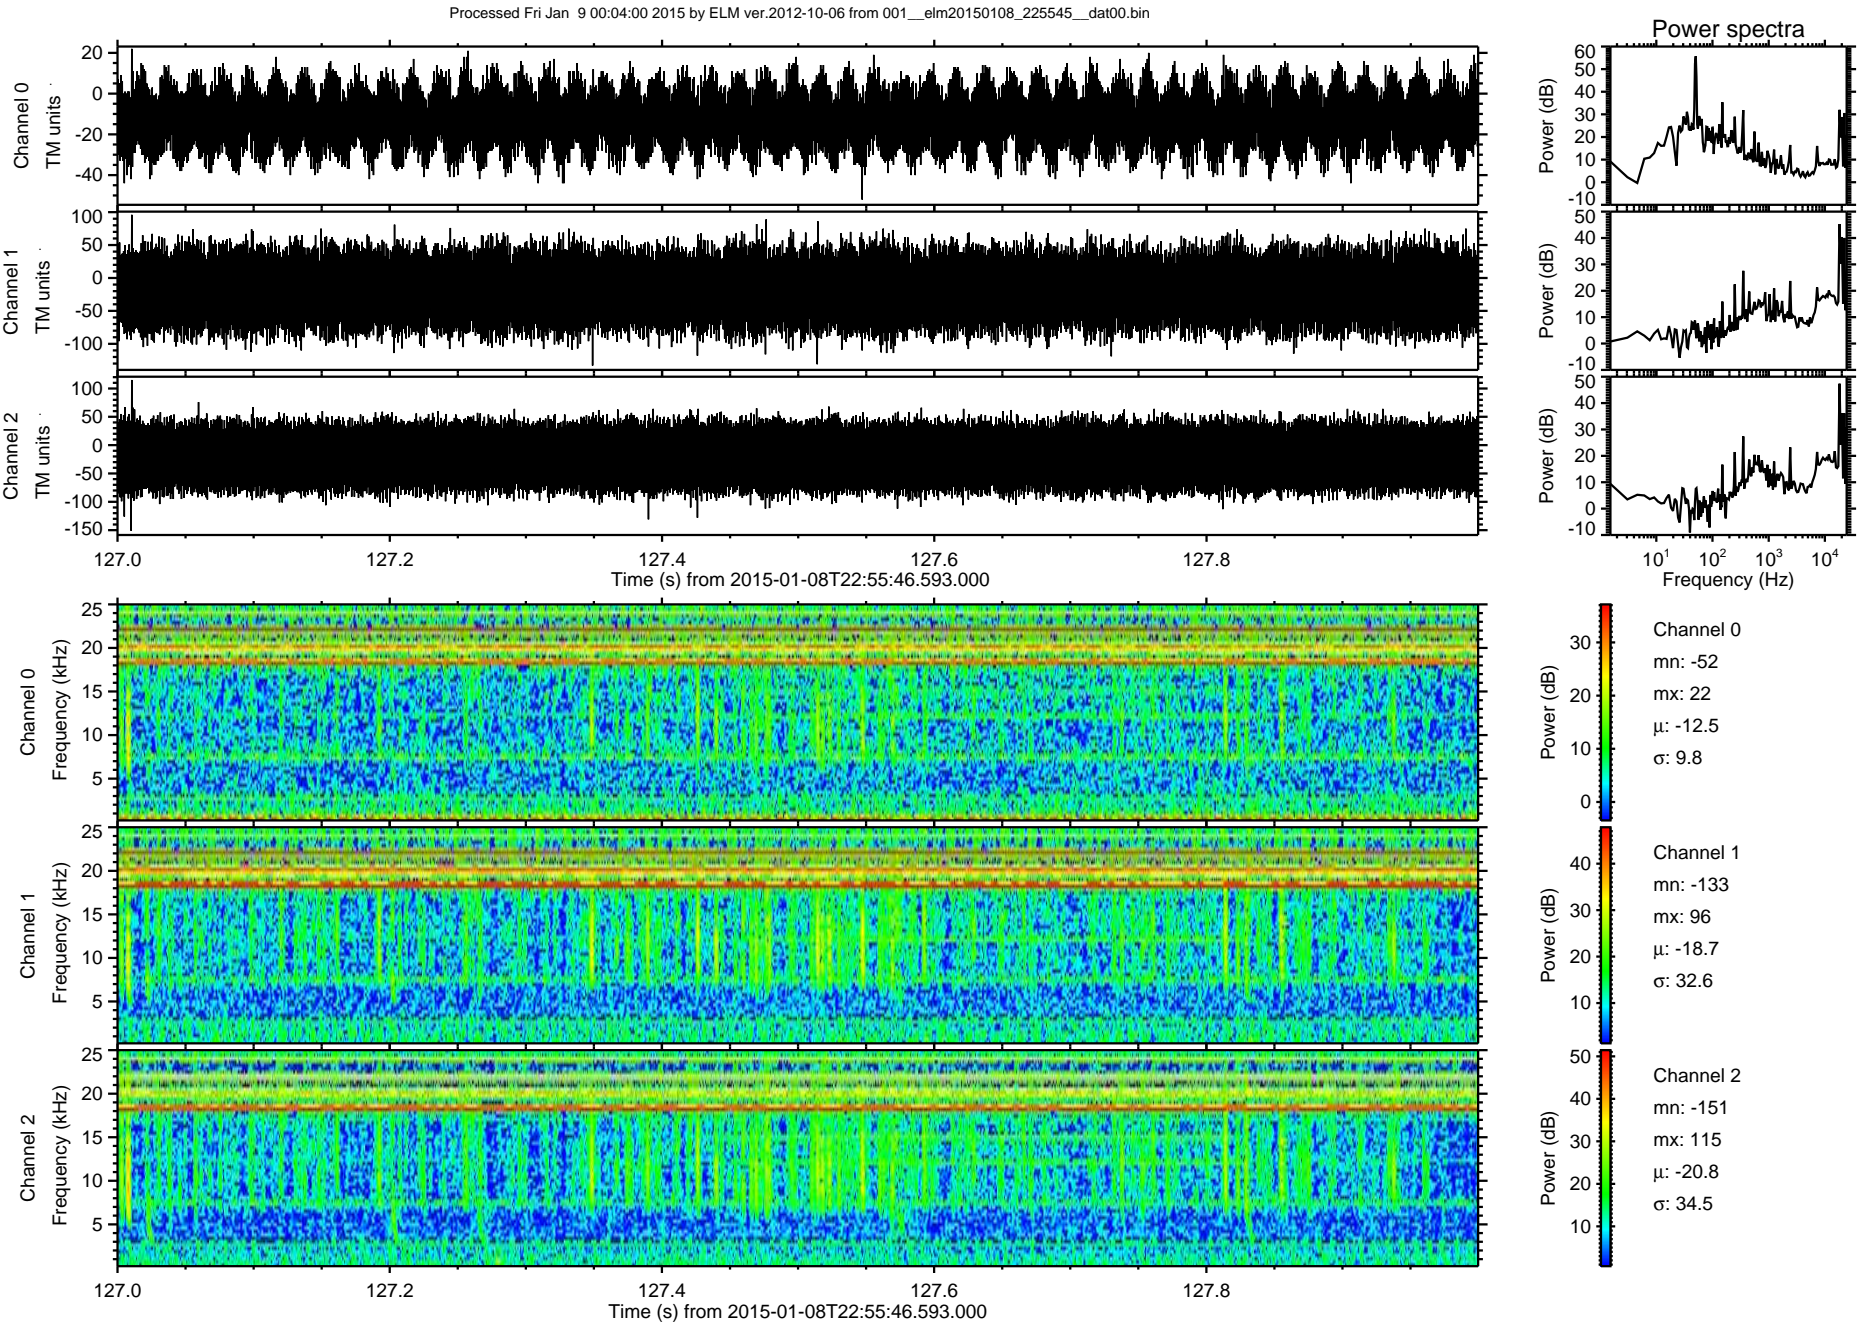 Processed Fri Jan  9 00:04:00 2015 by ELM ver.2012-10-06 from 001__elm20150108_225545__dat00.bin
Power spectra
Channel 0
TM units
20
0
-20
-40
Power (dB)
60
50
40
30
20
10
0
-10
Channel 1
TM units
100
50
0
-50
-100
Power (dB)
50
40
30
20
10
0
-10
Channel 2
TM units
100
50
0
-50
-100
-150
Power (dB)
50
40
30
20
10
0
-10
127.0 127.2 127.4 127.6 127.8
Time (s) from 2015-01-08T22:55:46.593.000
10¹ 10² 10³ 10⁴
Frequency (Hz)
Channel 0
Frequency (kHz)
25
20
15
10
5
Power (dB)
30
20
10
0
Channel 0
mn: -52
mx: 22
μ: -12.5
σ: 9.8
Channel 1
Frequency (kHz)
25
20
15
10
5
Power (dB)
40
30
20
10
Channel 1
mn: -133
mx: 96
μ: -18.7
σ: 32.6
Channel 2
Frequency (kHz)
25
20
15
10
5
Power (dB)
50
40
30
20
10
Channel 2
mn: -151
mx: 115
μ: -20.8
σ: 34.5
127.0 127.2 127.4 127.6 127.8
Time (s) from 2015-01-08T22:55:46.593.000